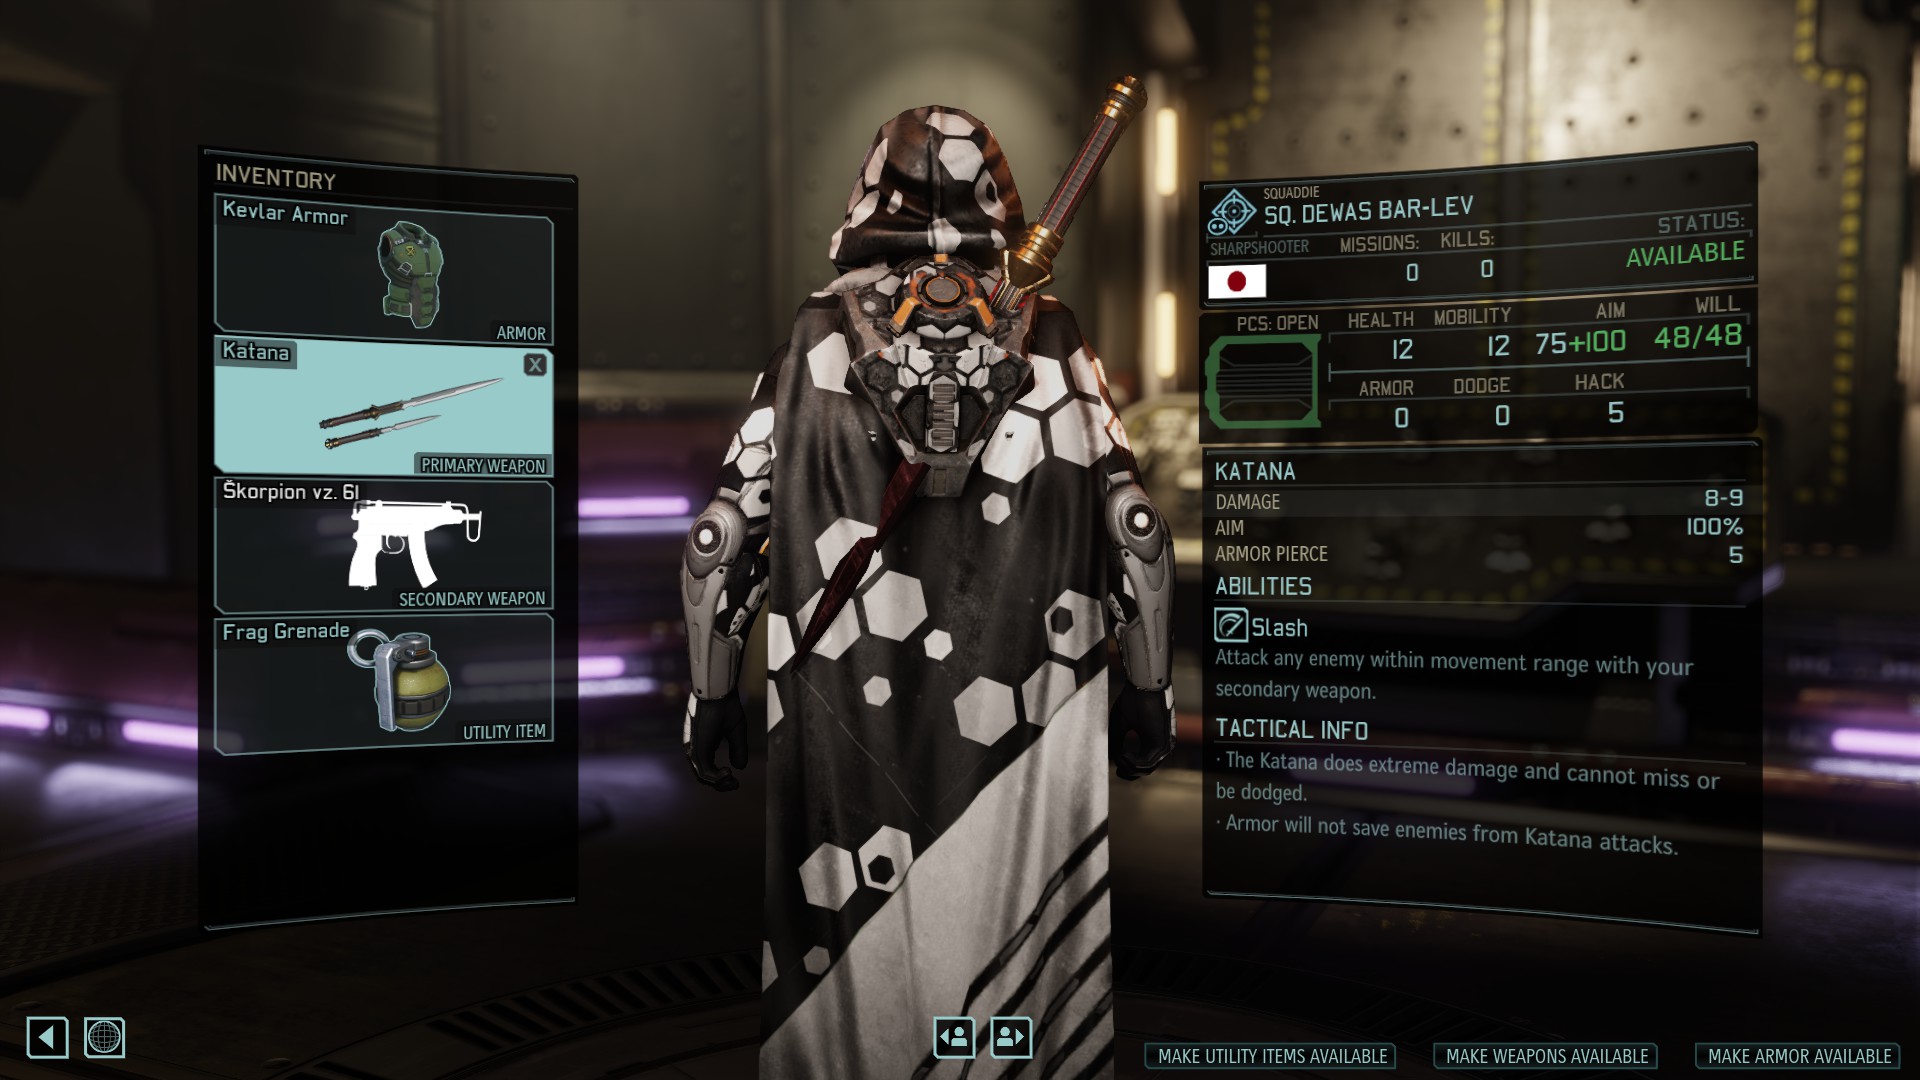 INVENTORY
Kevlar Armor
ARMOR
Katana
X
PRIMARY WEAPON
Škorpion vz. 61
SECONDARY WEAPON
Frag Grenade
UTILITY ITEM
SQUADDIE
SQ. DEWAS BAR-LEV
SHARPSHOOTER
MISSIONS: KILLS:
0 0
STATUS:
AVAILABLE
PCS: OPEN
HEALTH MOBILITY AIM WILL
12 12 75+100 48/48
ARMOR DODGE HACK
0 0 5
KATANA
DAMAGE 8-9
AIM 100%
ARMOR PIERCE 5
ABILITIES
Slash
Attack any enemy within movement range with your
secondary weapon.
TACTICAL INFO
· The Katana does extreme damage and cannot miss or
be dodged.
· Armor will not save enemies from Katana attacks.
MAKE UTILITY ITEMS AVAILABLE
MAKE WEAPONS AVAILABLE
MAKE ARMOR AVAILABLE